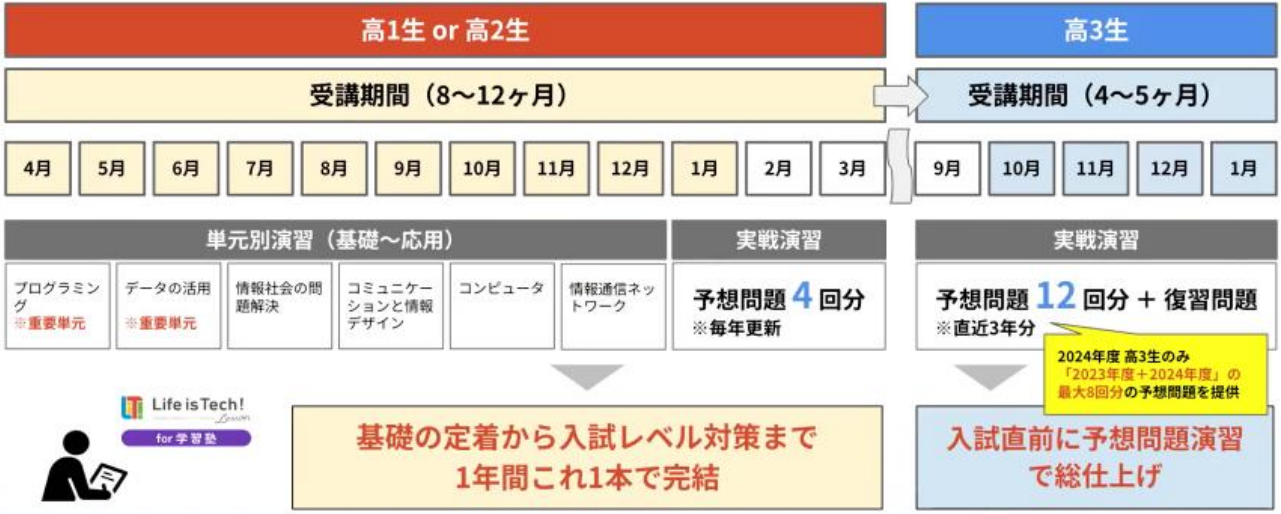 高1生 or 高2生
高3生
受講期間（8〜12ヶ月）
受講期間（4〜5ヶ月）
4月
5月
6月
7月
8月
9月
10月
11月
12月
1月
2月
3月
9月
10月
11月
12月
1月
単元別演習（基礎〜応用）
実戦演習
実戦演習
プログラミン
グ
※重要単元
データの活用
※重要単元
情報社会の問
題解決
コミュニケー
ションと情報
デザイン
コンピュータ
情報通信ネッ
トワーク
予想問題 4 回分
※毎年更新
予想問題 12 回分 + 復習問題
※直近3年分
2024年度 高3生のみ
「2023年度＋2024年度」の
最大8回分の予想問題を提供
Life is Tech!
Lesson
for 学習塾
基礎の定着から入試レベル対策まで
1年間これ1本で完結
入試直前に予想問題演習
で総仕上げ